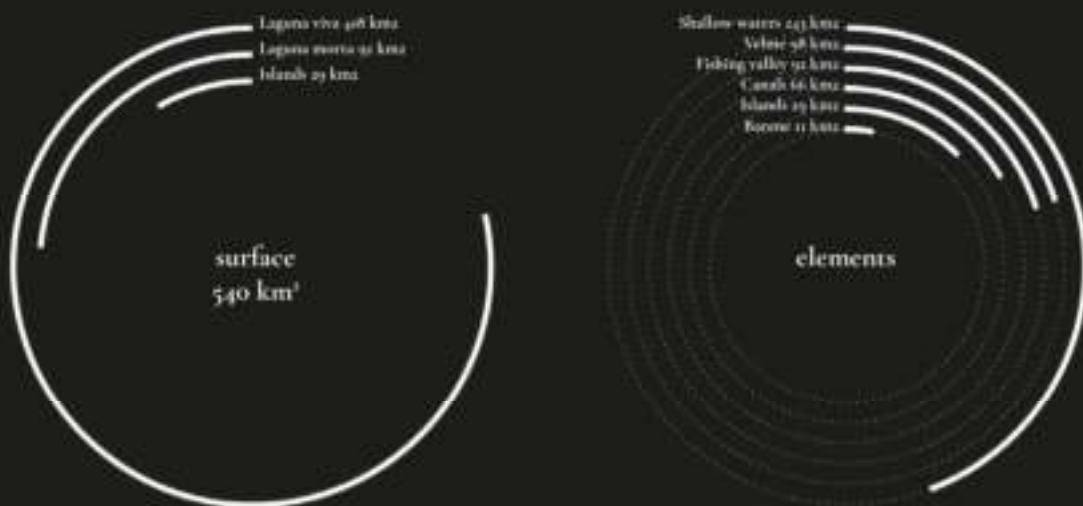 Laguna viva 418 km2
Laguna morta 92 km2
Islands 29 km2
surface
540 km²
Shallow waters 243 km2
Velme 98 km2
Fishing valley 92 km2
Canals 66 km2
Islands 29 km2
Barene 11 km2
elements